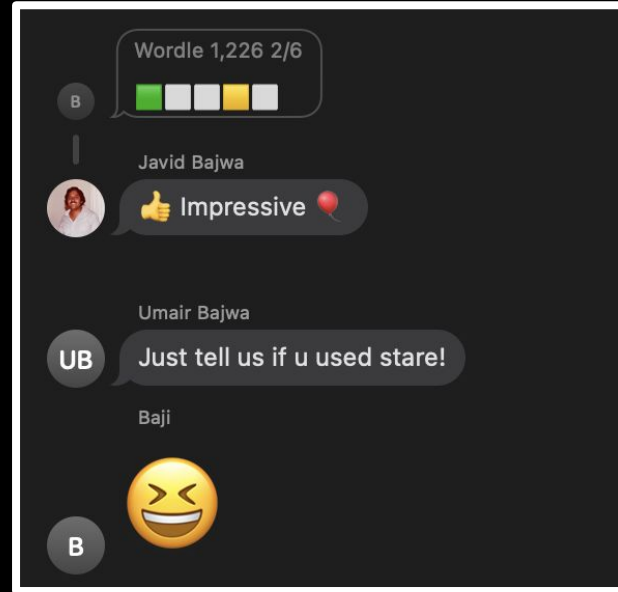 Wordle 1,226 2/6
🟩⬜⬜🟨⬜
B
Javid Bajwa
👍 Impressive 🎈
Umair Bajwa
UB
Just tell us if u used stare!
Baji
😆
B